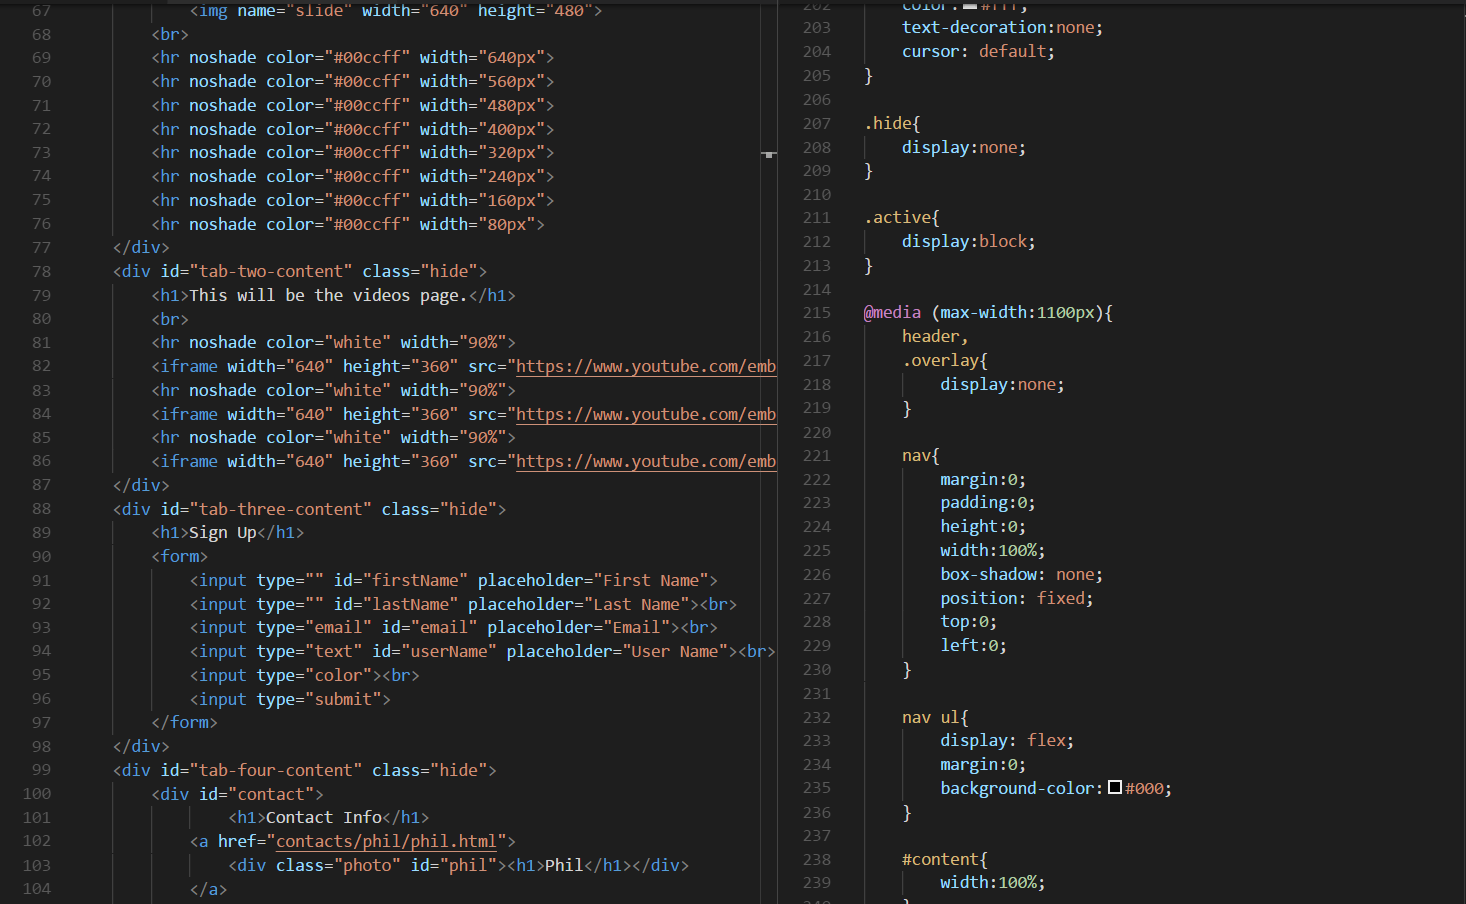 67 <img name="slide" width="640" height="480">
68 <br>
69 <hr noshade color="#00ccff" width="640px">
70 <hr noshade color="#00ccff" width="560px">
71 <hr noshade color="#00ccff" width="480px">
72 <hr noshade color="#00ccff" width="400px">
73 <hr noshade color="#00ccff" width="320px">
74 <hr noshade color="#00ccff" width="240px">
75 <hr noshade color="#00ccff" width="160px">
76 <hr noshade color="#00ccff" width="80px">
77 </div>
78 <div id="tab-two-content" class="hide">
79 <h1>This will be the videos page.</h1>
80 <br>
81 <hr noshade color="white" width="90%">
82 <iframe width="640" height="360" src="https://www.youtube.com/emb
83 <hr noshade color="white" width="90%">
84 <iframe width="640" height="360" src="https://www.youtube.com/emb
85 <hr noshade color="white" width="90%">
86 <iframe width="640" height="360" src="https://www.youtube.com/emb
87 </div>
88 <div id="tab-three-content" class="hide">
89 <h1>Sign Up</h1>
90 <form>
91 <input type="" id="firstName" placeholder="First Name">
92 <input type="" id="lastName" placeholder="Last Name"><br>
93 <input type="email" id="email" placeholder="Email"><br>
94 <input type="text" id="userName" placeholder="User Name"><br>
95 <input type="color"><br>
96 <input type="submit">
97 </form>
98 </div>
99 <div id="tab-four-content" class="hide">
100 <div id="contact">
101 <h1>Contact Info</h1>
102 <a href="contacts/phil/phil.html">
103 <div class="photo" id="phil"><h1>Phil</h1></div>
104 </a>
202 color:#fff;
203 text-decoration:none;
204 cursor: default;
205 }
206
207 .hide{
208 display:none;
209 }
210
211 .active{
212 display:block;
213 }
214
215 @media (max-width:1100px){
216 header,
217 .overlay{
218 display:none;
219 }
220
221 nav{
222 margin:0;
223 padding:0;
224 height:0;
225 width:100%;
226 box-shadow: none;
227 position: fixed;
228 top:0;
229 left:0;
230 }
231
232 nav ul{
233 display: flex;
234 margin:0;
235 background-color:#000;
236 }
237
238 #content{
239 width:100%;